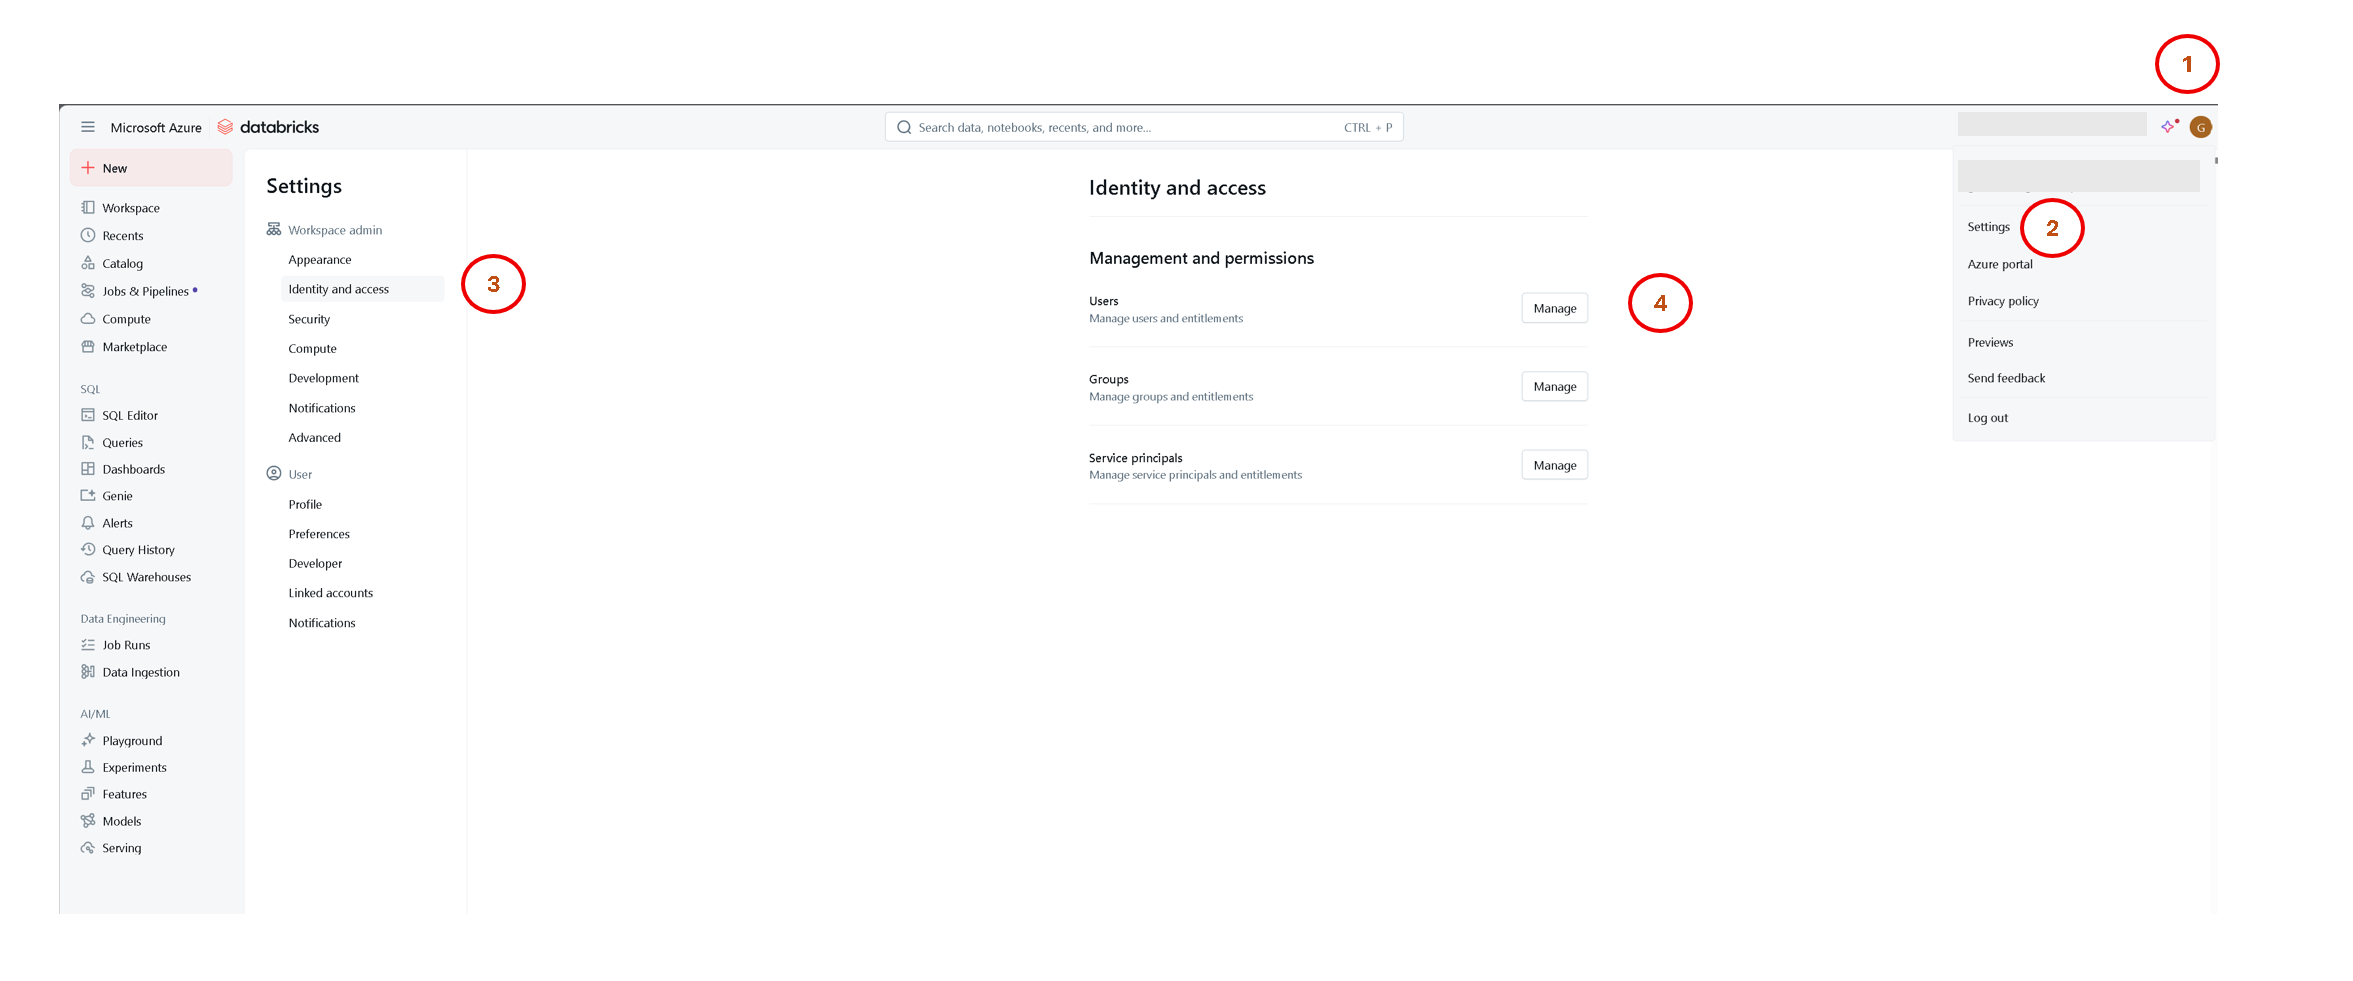 1
Microsoft Azure databricks
Search data, notebooks, recents, and more... CTRL + P
G
New
Workspace
Recents
Catalog
Jobs & Pipelines
Compute
Marketplace
SQL
SQL Editor
Queries
Dashboards
Genie
Alerts
Query History
SQL Warehouses
Data Engineering
Job Runs
Data Ingestion
AI/ML
Playground
Experiments
Features
Models
Serving
Settings
Workspace admin
Appearance
Identity and access
3
Security
Compute
Development
Notifications
Advanced
User
Profile
Preferences
Developer
Linked accounts
Notifications
Identity and access
Management and permissions
Users
Manage users and entitlements
Manage
4
Groups
Manage groups and entitlements
Manage
Service principals
Manage service principals and entitlements
Manage
Settings
2
Azure portal
Privacy policy
Previews
Send feedback
Log out